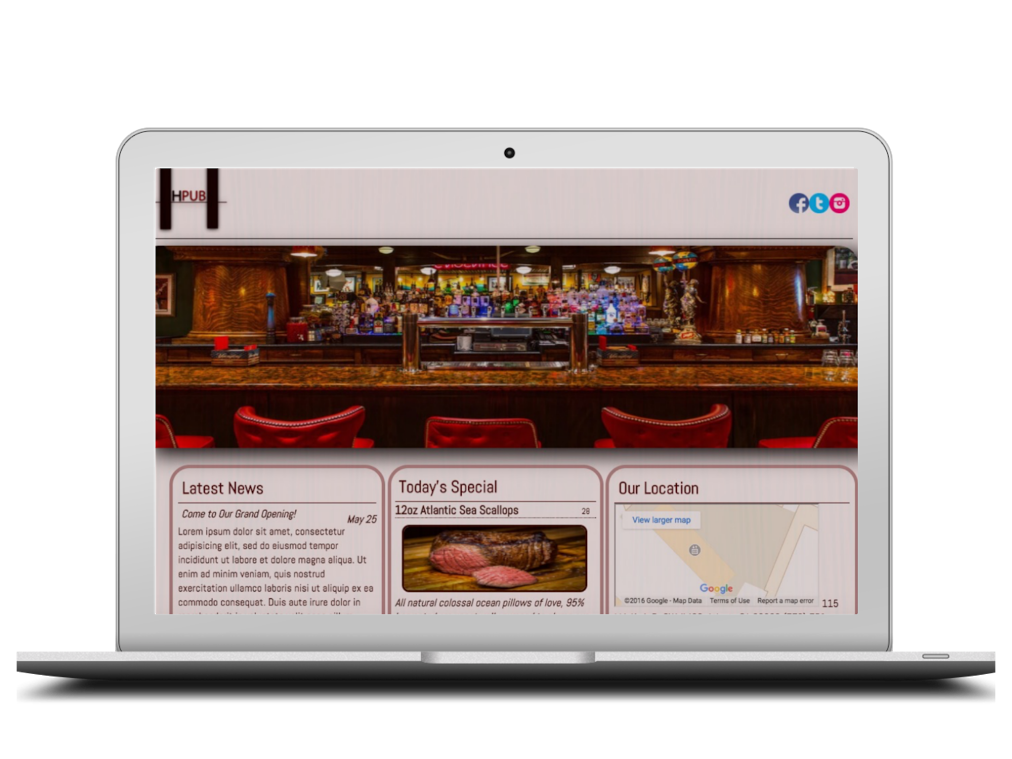 HPUB
Latest News
Come to Our Grand Opening!
May 25
Lorem ipsum dolor sit amet, consectetur
adipisicing elit, sed do eiusmod tempor
incididunt ut labore et dolore magna aliqua. Ut
enim ad minim veniam, quis nostrud
exercitation ullamco laboris nisi ut aliquip ex ea
commodo consequat. Duis aute irure dolor in
Today's Special
12oz Atlantic Sea Scallops 28
All natural colossal ocean pillows of love, 95%
Our Location
View larger map
Google
©2016 Google - Map Data Terms of Use Report a map error
115